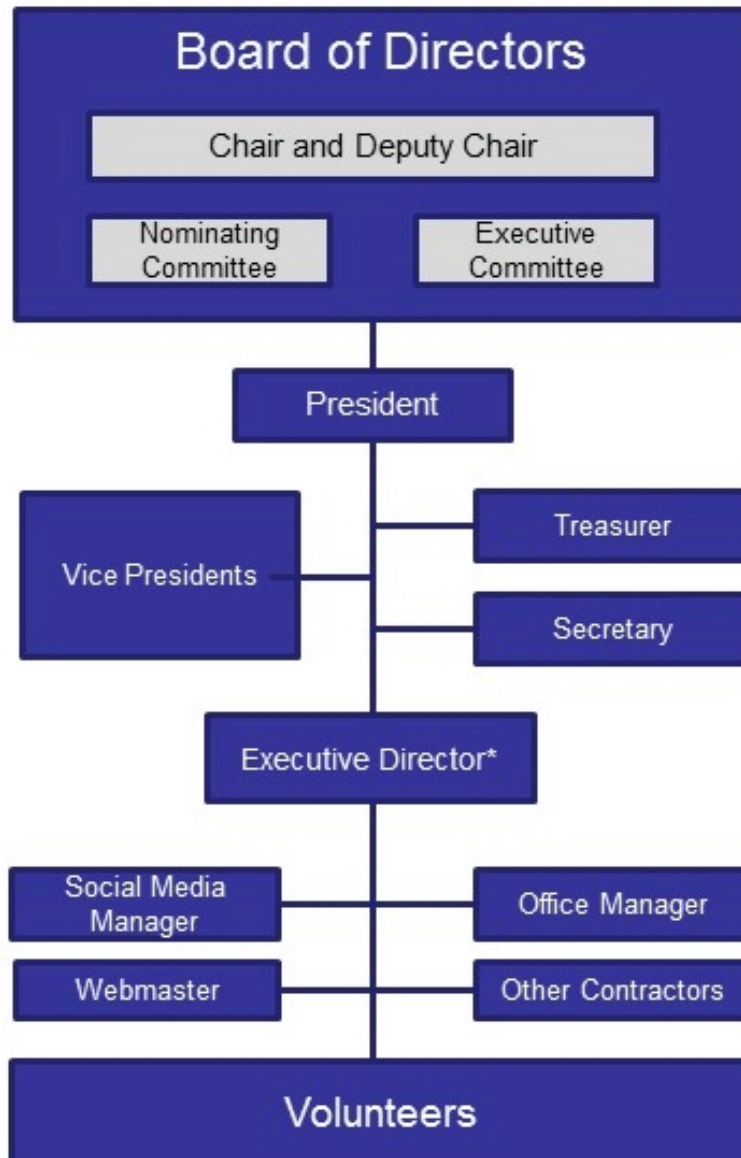 Board of Directors
Chair and Deputy Chair
Nominating
Committee
Executive
Committee
President
Vice Presidents
Treasurer
Secretary
Executive Director*
Social Media
Manager
Office Manager
Webmaster
Other Contractors
Volunteers